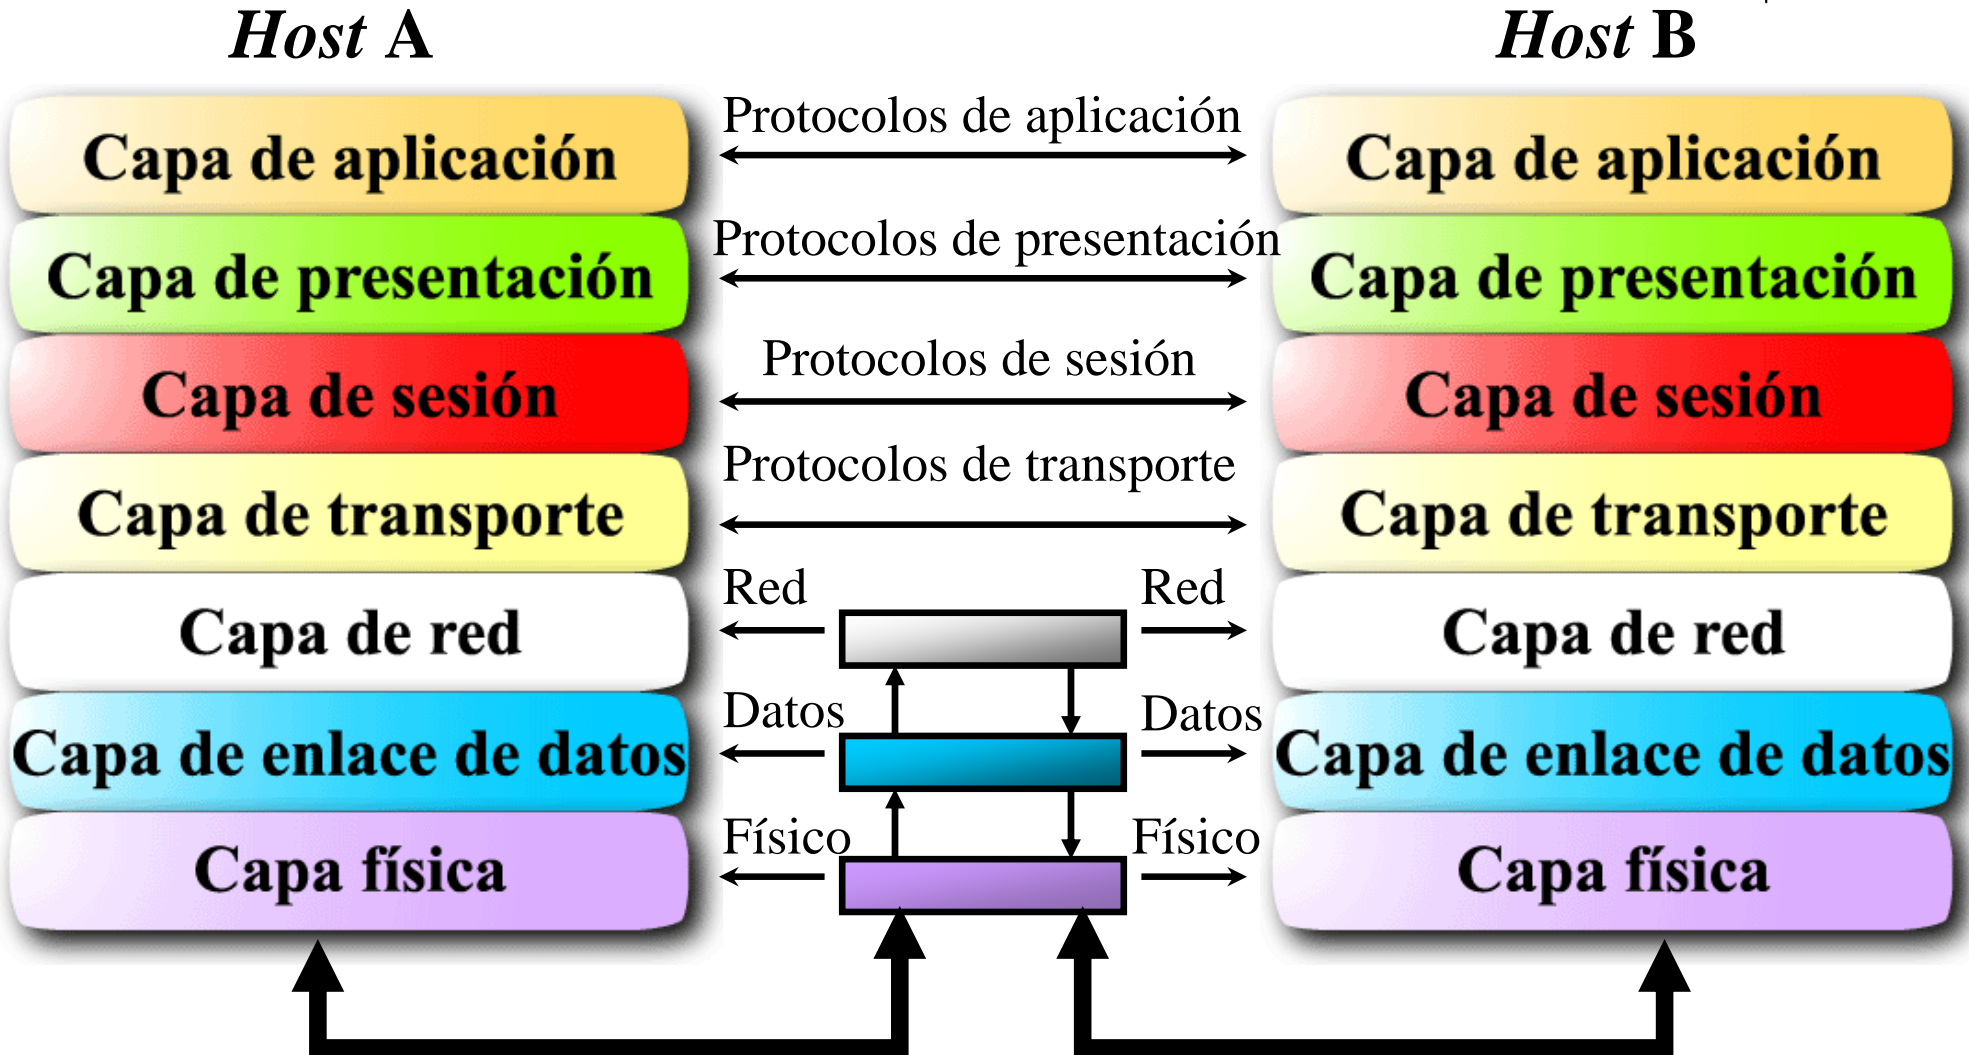 Host A
Host B
Capa de aplicación
Protocolos de aplicación
Capa de aplicación
Capa de presentación
Protocolos de presentación
Capa de presentación
Capa de sesión
Protocolos de sesión
Capa de sesión
Capa de transporte
Protocolos de transporte
Capa de transporte
Capa de red
Red
Red
Capa de red
Capa de enlace de datos
Datos
Datos
Capa de enlace de datos
Capa física
Físico
Físico
Capa física